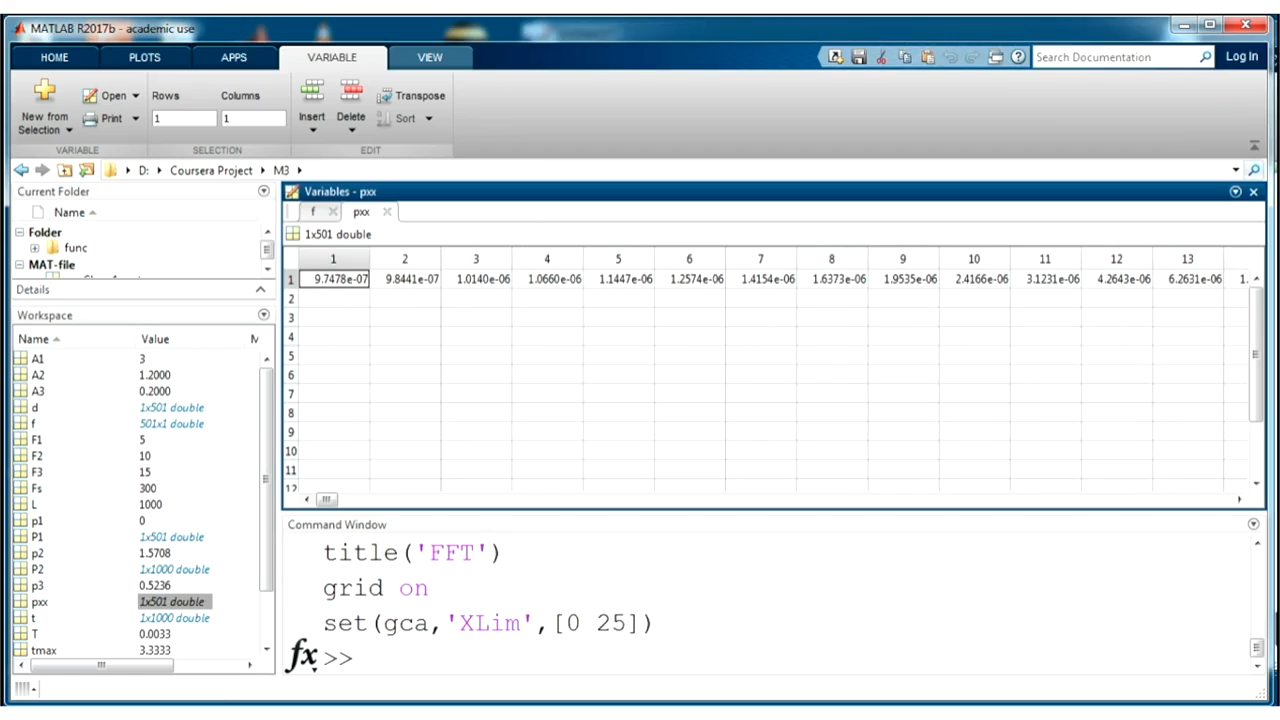 MATLAB R2017b - academic use
HOME PLOTS APPS VARIABLE VIEW
Search Documentation Log In
New from Selection
Open
Print
Rows Columns
1 1
Insert Delete
Transpose
Sort
VARIABLE SELECTION EDIT
D: Coursera Project M3
Current Folder
Name
Folder
func
MAT-file
Details
Workspace
Name Value M
A1 3
A2 1.2000
A3 0.2000
d 1x501 double
f 501x1 double
F1 5
F2 10
F3 15
Fs 300
L 1000
p1 0
P1 1x501 double
p2 1.5708
P2 1x1000 double
p3 0.5236
pxx 1x501 double
t 1x1000 double
T 0.0033
tmax 3.3333
Variables - pxx
f pxx
1x501 double
1 2 3 4 5 6 7 8 9 10 11 12 13
1 9.7478e-07 9.8441e-07 1.0140e-06 1.0660e-06 1.1447e-06 1.2574e-06 1.4154e-06 1.6373e-06 1.9535e-06 2.4166e-06 3.1231e-06 4.2643e-06 6.2631e-06 1.
2
3
4
5
6
7
8
9
10
11
12
Command Window
title('FFT')
grid on
set(gca,'XLim',[0 25])
fx >>